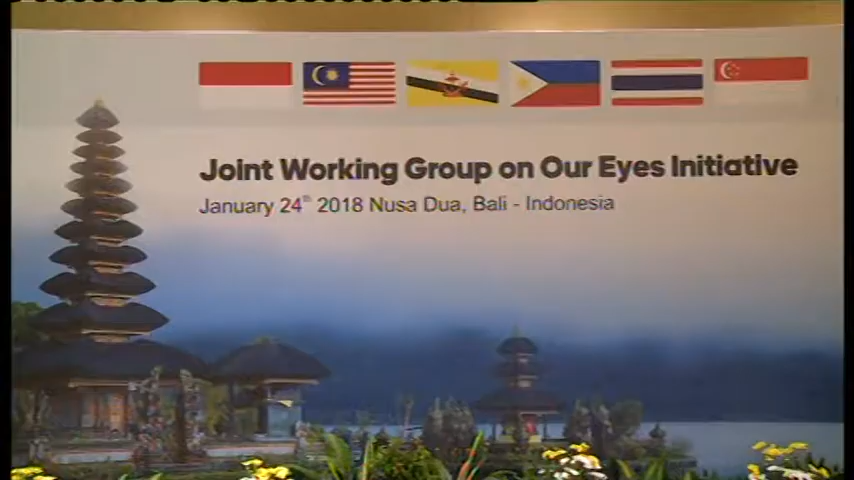 Joint Working Group on Our Eyes Initiative
January 24th 2018 Nusa Dua, Bali - Indonesia